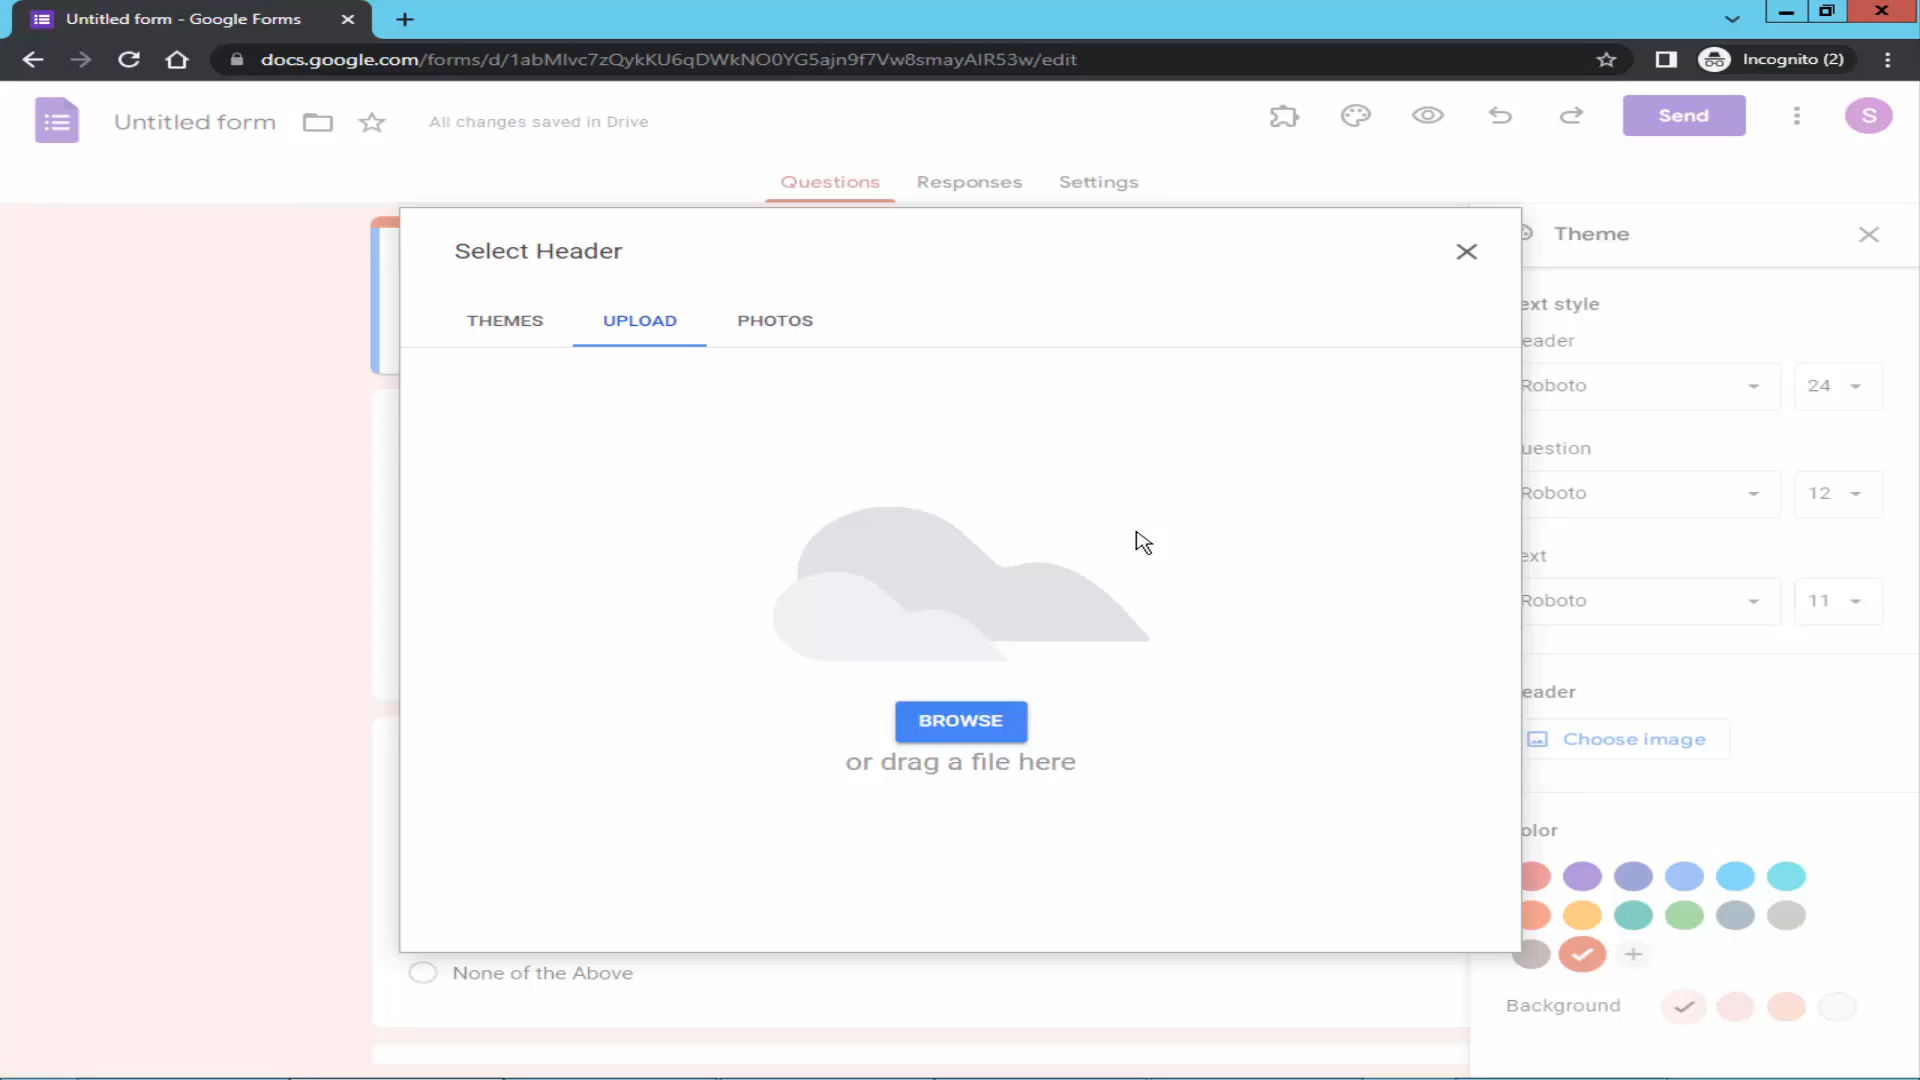 Untitled form - Google Forms
docs.google.com/forms/d/1abMlvc7zQykKU6qDWkNO0YG5ajn9f7Vw8smayAIR53w/edit
Incognito (2)
Untitled form
All changes saved in Drive
Send
S
Questions
Responses
Settings
Select Header
Theme
THEMES
UPLOAD
PHOTOS
ext style
eader
Roboto
24
uestion
Roboto
12
ext
Roboto
11
eader
Choose image
BROWSE
or drag a file here
olor
None of the Above
Background